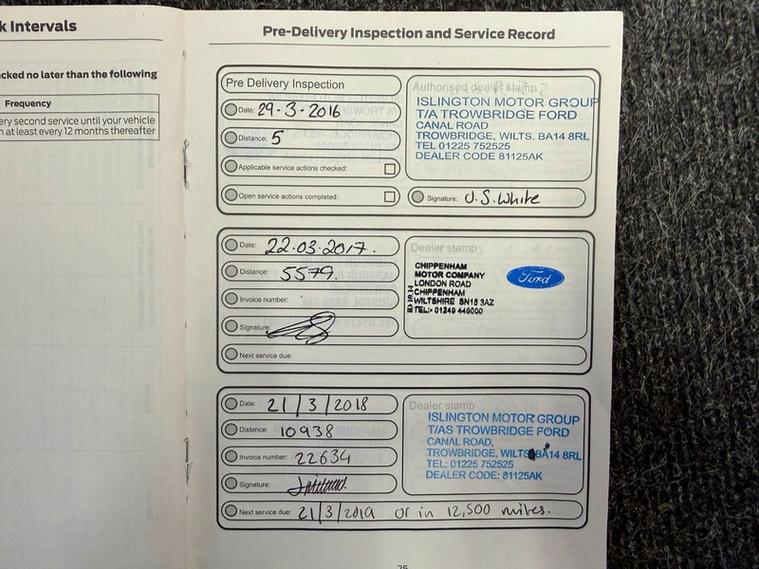 k Intervals
cked no later than the following
Frequency
ery second service until your vehicle
n at least every 12 months thereafter
Pre-Delivery Inspection and Service Record
Pre Delivery Inspection
Date: 29-3-2016
Distance: 5
Applicable service actions checked:
Open service actions completed:
Authorised dealer stamp
ISLINGTON MOTOR GROUP
T/A TROWBRIDGE FORD
CANAL ROAD
TROWBRIDGE, WILTS. BA14 8RL
TEL 01225 752525
DEALER CODE 81125AK
Signature: J.S.White
Date: 22.03.2017.
Distance: 5579.
Invoice number:
Signature:
Next service due:
Dealer stamp
CHIPPENHAM
MOTOR COMPANY
LONDON ROAD
CHIPPENHAM
WILTSHIRE SN15 3AZ
TEL:- 01249 445000
Ford
Date: 21/3/2018
Distance: 10938
Invoice number: 22634
Signature:
Next service due: 21/3/2019 or in 12,500 miles.
Dealer stamp
ISLINGTON MOTOR GROUP
T/AS TROWBRIDGE FORD
CANAL ROAD,
TROWBRIDGE, WILTS BA14 8RL
TEL: 01225 752525
DEALER CODE: 81125AK